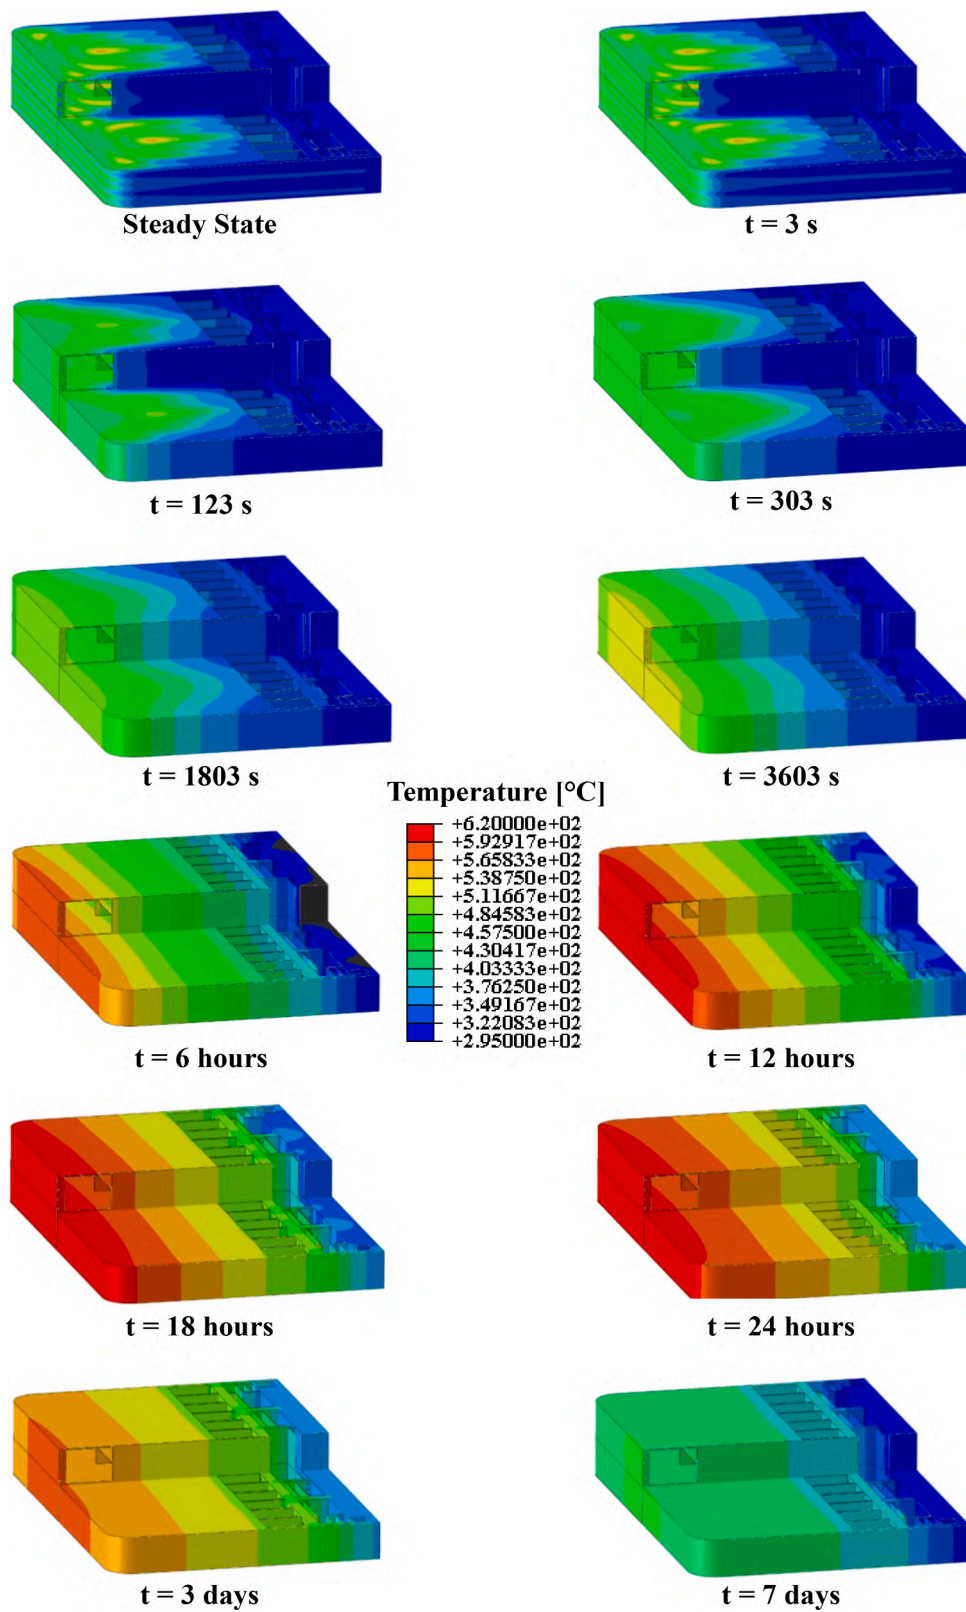 Steady State
t = 3 s
t = 123 s
t = 303 s
t = 1803 s
t = 3603 s
Temperature [°C]
+6.20000e+02
+5.92917e+02
+5.65833e+02
+5.38750e+02
+5.11667e+02
+4.84583e+02
+4.57500e+02
+4.30417e+02
+4.03333e+02
+3.76250e+02
+3.49167e+02
+3.22083e+02
+2.95000e+02
t = 6 hours
t = 12 hours
t = 18 hours
t = 24 hours
t = 3 days
t = 7 days